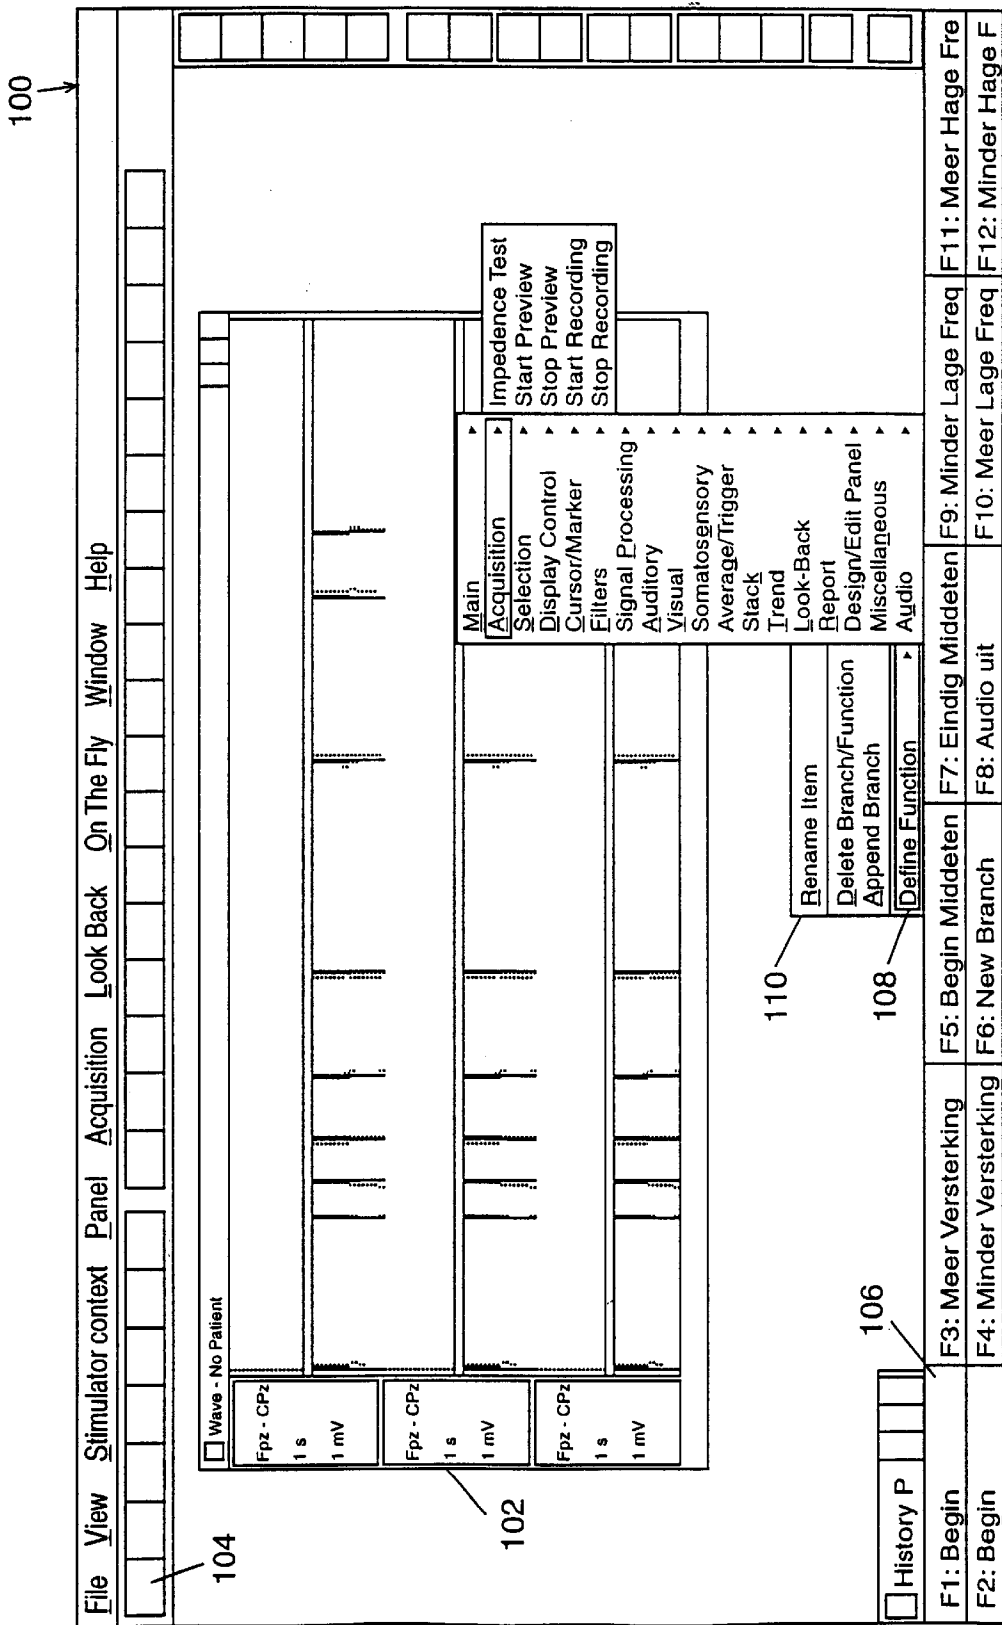 100
File View Stimulator context Panel Acquisition Look Back On The Fly Window Help
104
Wave - No Patient
Fpz - CPz
1 s
1 mV
Fpz - CPz
1 s
1 mV
Fpz - CPz
1 s
1 mV
102
Main
Acquisition
Selection
Display Control
Cursor/Marker
Filters
Signal Processing
Auditory
Visual
Somatosensory
Average/Trigger
Stack
Trend
Look-Back
Report
Design/Edit Panel
Miscellaneous
Audio
Impedence Test
Start Preview
Stop Preview
Start Recording
Stop Recording
110
Rename Item
Delete Branch/Function
Append Branch
Define Function
108
History P
106
F1: Begin F3: Meer Versterking F5: Begin Middeten F7: Eindig Middeten F9: Minder Lage Freq F11: Meer Hage Fre
F2: Begin F4: Minder Versterking F6: New Branch F8: Audio uit F10: Meer Lage Freq F12: Minder Hage F